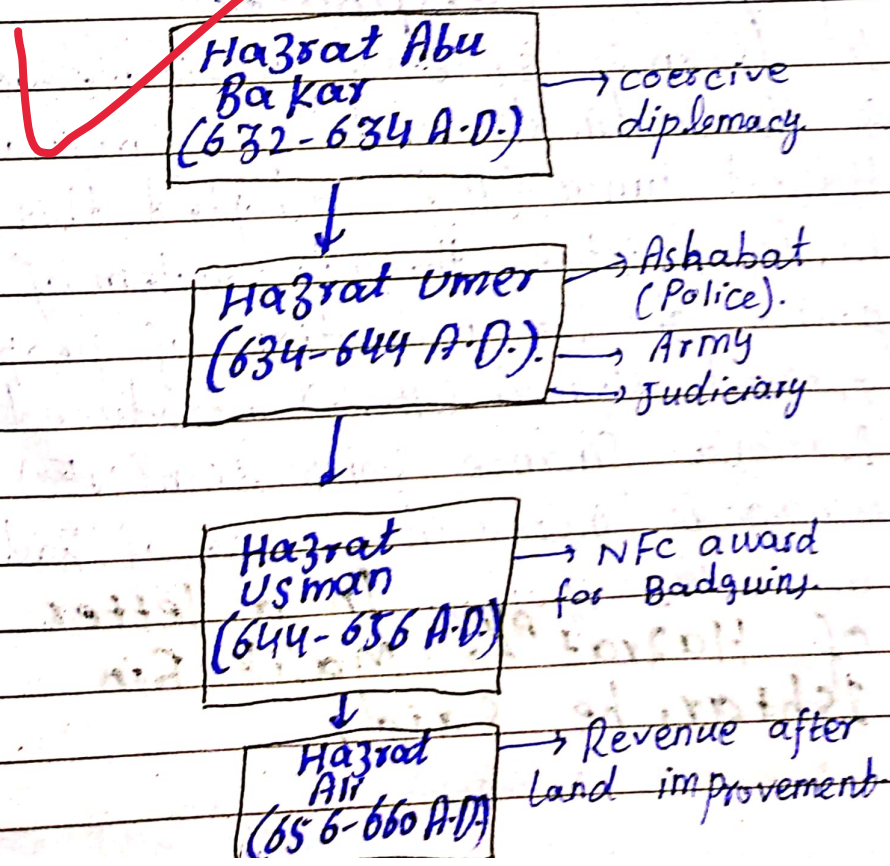 Hazrat Abu
Bakar
(632-634 A.D.)
→ coercive
diplomacy.
Hazrat Umer
(634-644 A.D.).
→ Ashabat
(Police).
→ Army
→ Judiciary
Hazrat
Usman
(644-656 A.D.)
→ NFC award
for Badguins.
Hazrat
Ali
(656-660 A.D)
→ Revenue after
land improvement